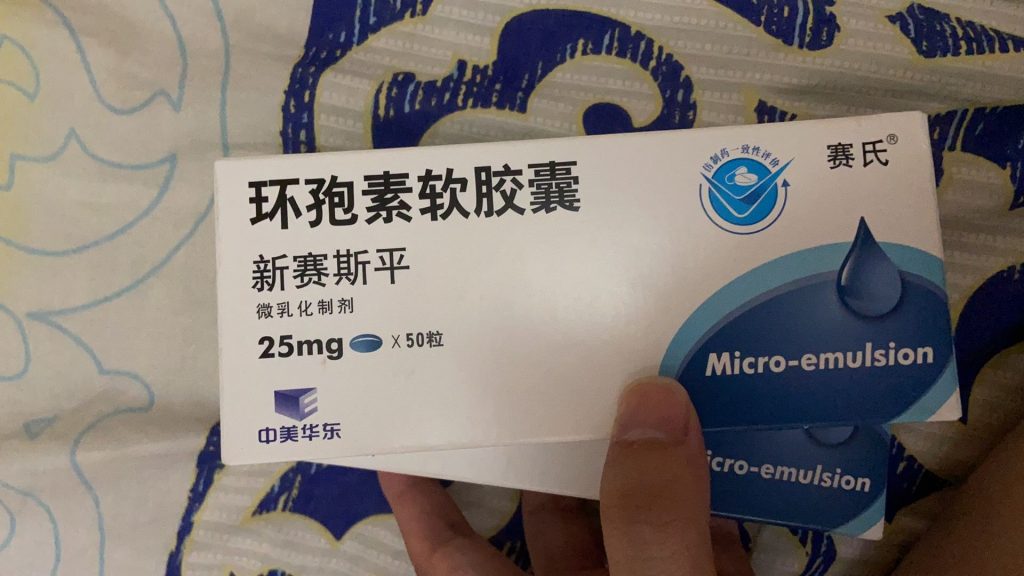 环孢素软胶囊
新赛斯平
微乳化制剂
25mg X 50粒
中美华东
仿制药一致性评价
赛氏®
Micro-emulsion
icro-emulsion